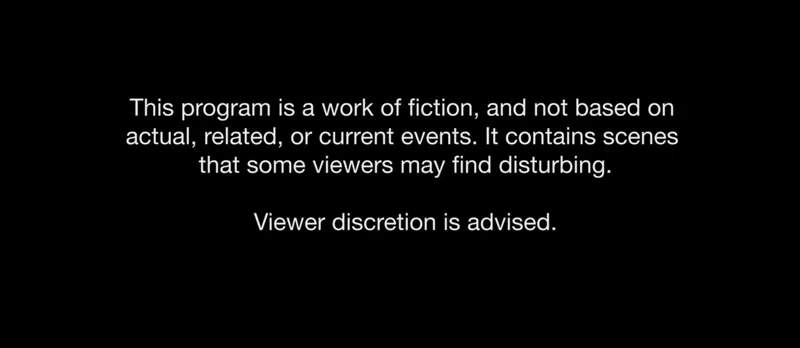 This program is a work of fiction, and not based on
actual, related, or current events. It contains scenes
that some viewers may find disturbing.
Viewer discretion is advised.